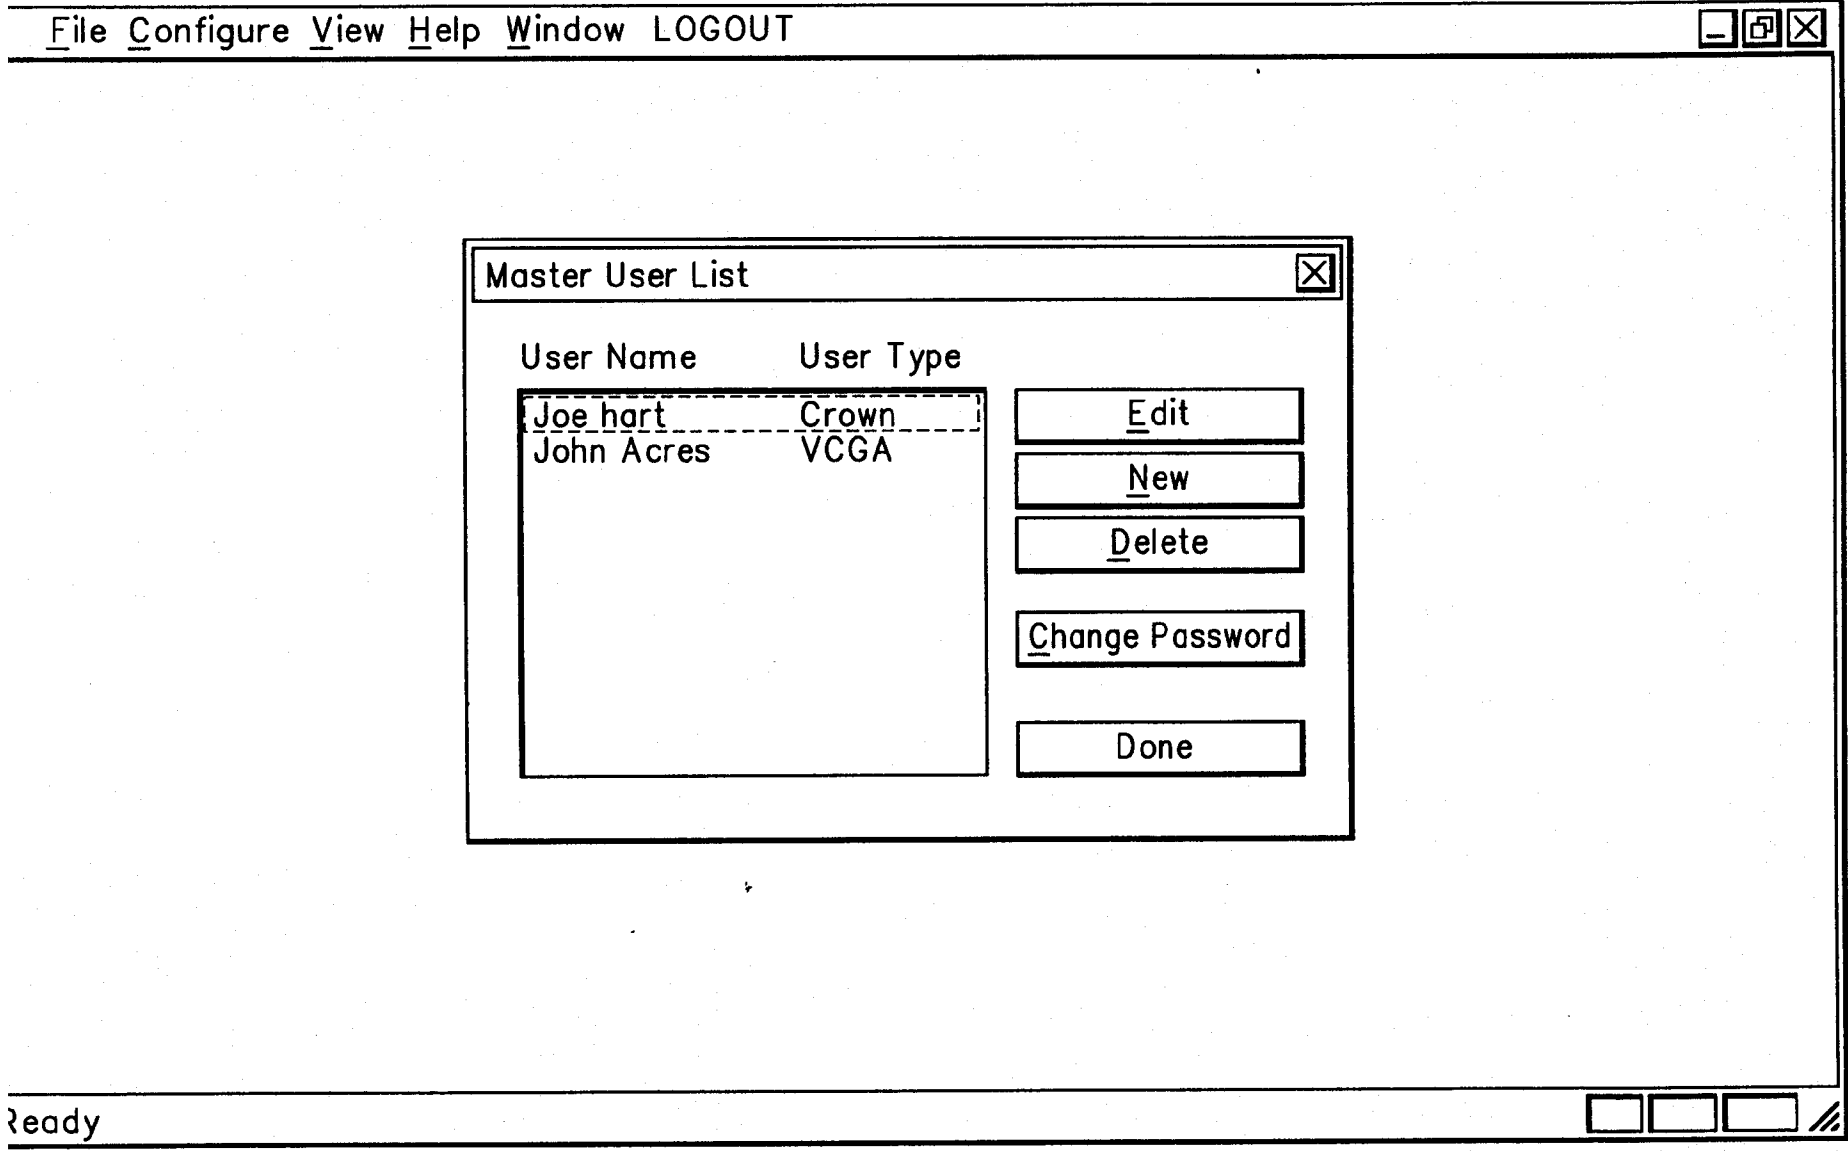 File Configure View Help Window LOGOUT
Master User List
User Name User Type
Joe hart Crown
John Acres VCGA
Edit
New
Delete
Change Password
Done
Ready